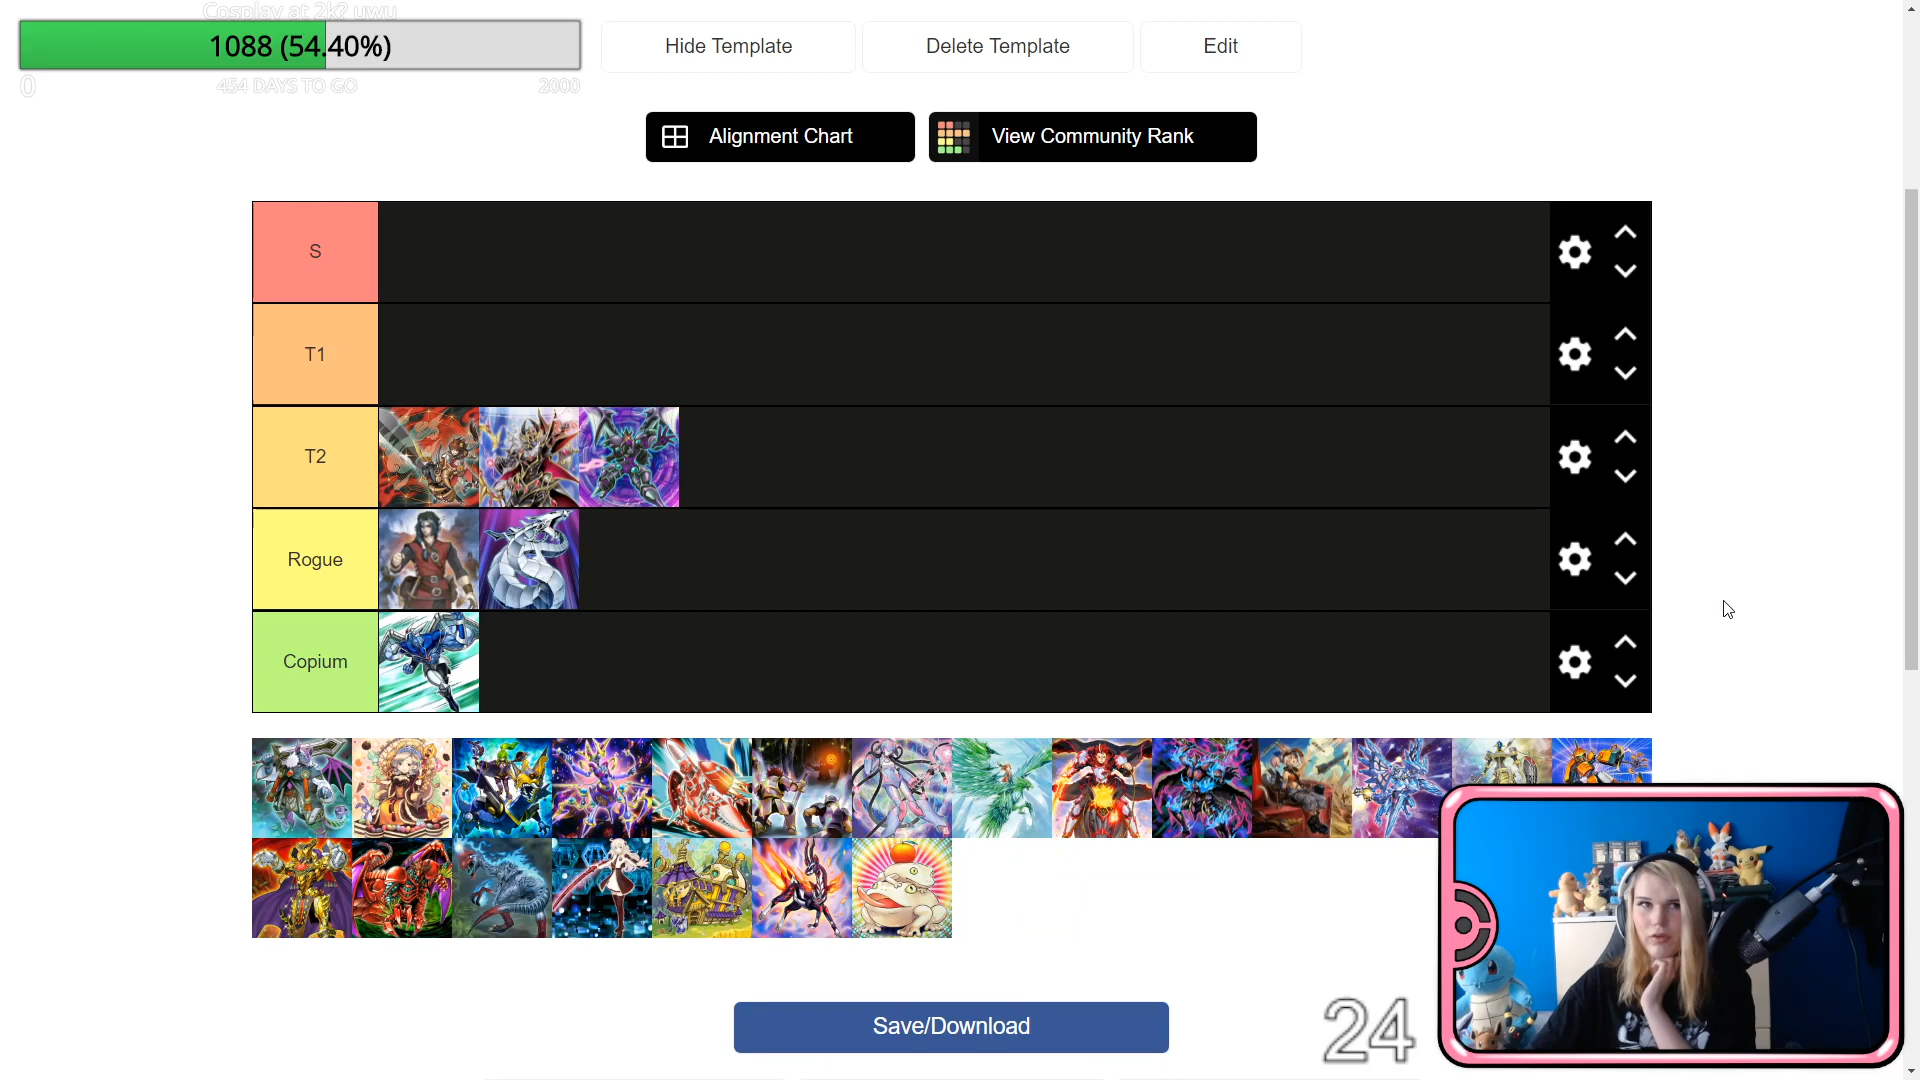 Cosplay at 2k? uwu
1088 (54.40%)
0
454 DAYS TO GO
2000
Hide Template
Delete Template
Edit
Alignment Chart
View Community Rank
S
T1
T2
Rogue
Copium
Save/Download
24